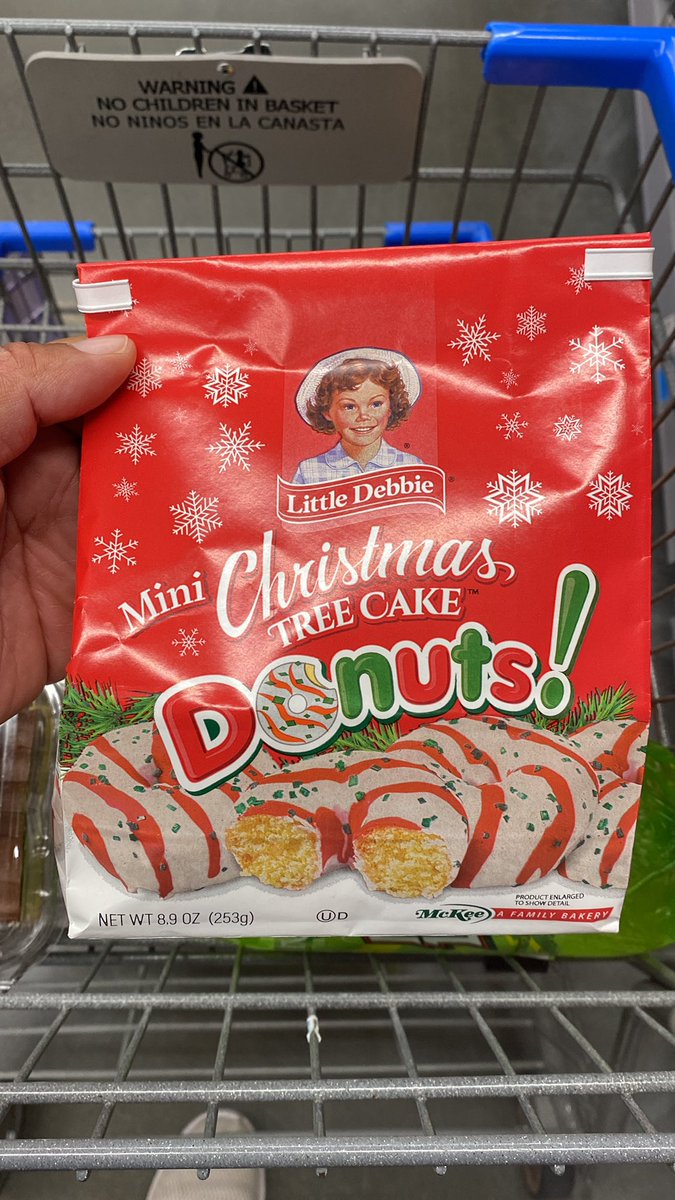 WARNING
NO CHILDREN IN BASKET
NO NINOS EN LA CANASTA
Little Debbie®
Mini Christmas
TREE CAKE™
Donuts!
PRODUCT ENLARGED
TO SHOW DETAIL
NET WT 8.9 OZ (253g) Ⓤ D McKee A FAMILY BAKERY